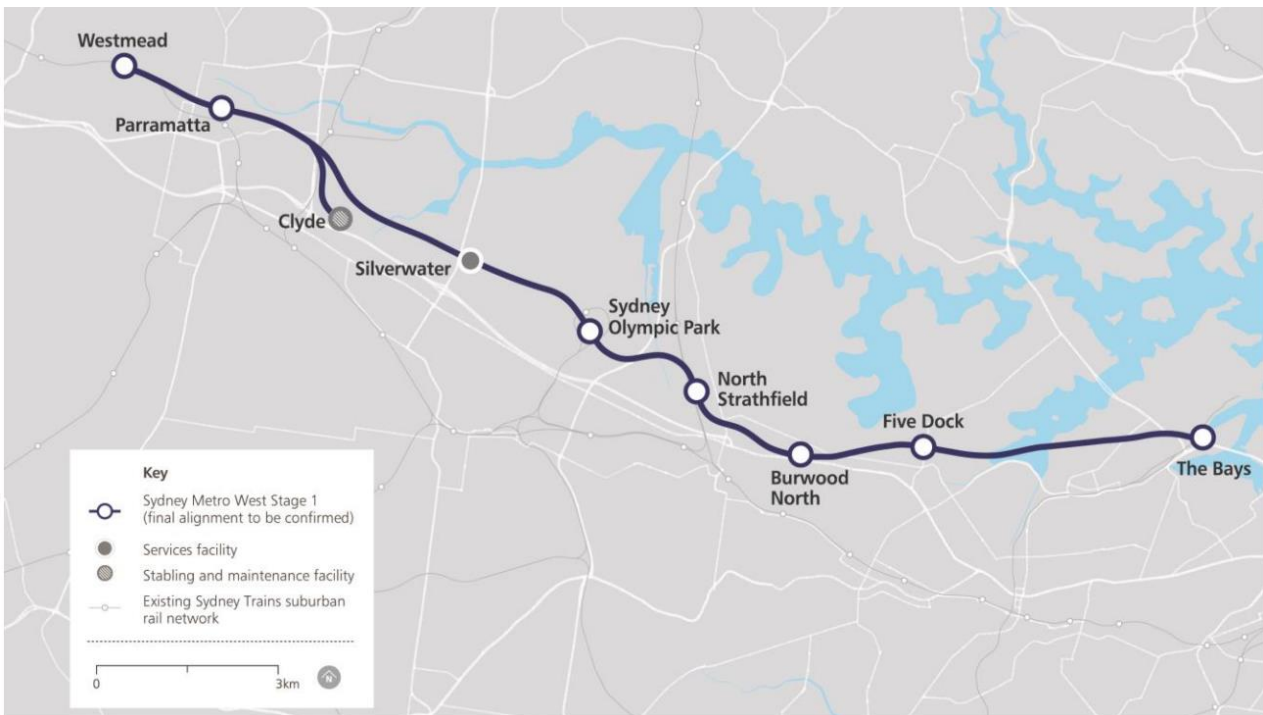 Westmead
Parramatta
Clyde
Silverwater
Sydney
Olympic Park
North
Strathfield
Five Dock
Burwood
North
The Bays
Key
Sydney Metro West Stage 1
(final alignment to be confirmed)
Services facility
Stabling and maintenance facility
Existing Sydney Trains suburban
rail network
0 3km N